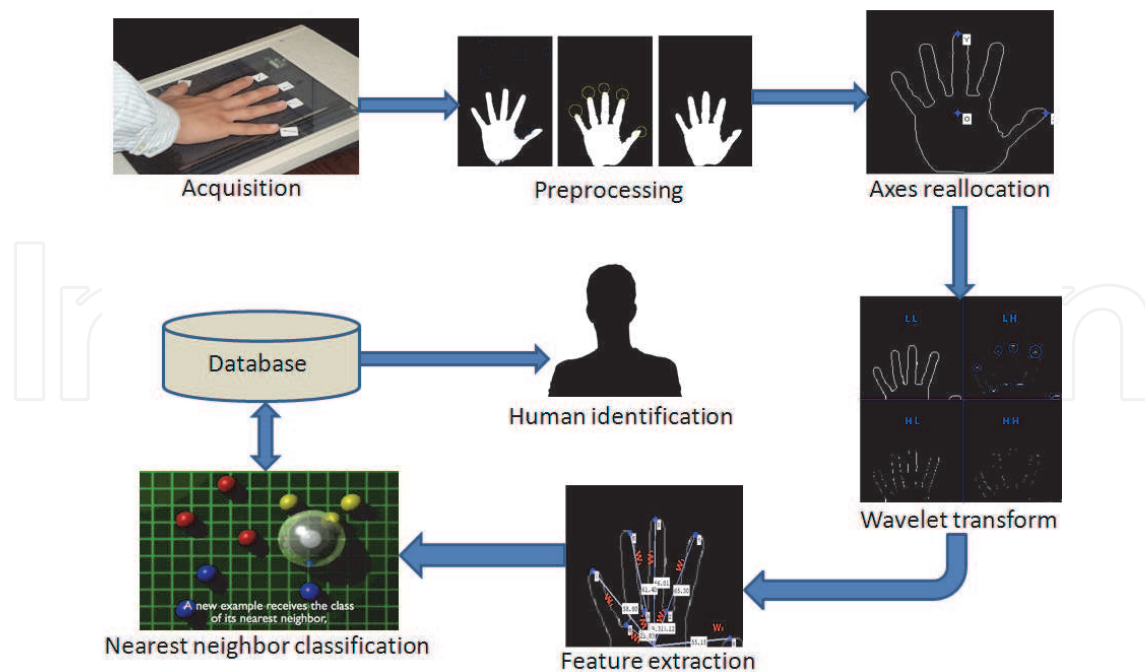 Acquisition
Preprocessing
Y
O
Axes reallocation
LL
LH
HL
HH
Wavelet transform
Database
Human identification
A new example receives the class
of its nearest neighbor.
Nearest neighbor classification
Feature extraction